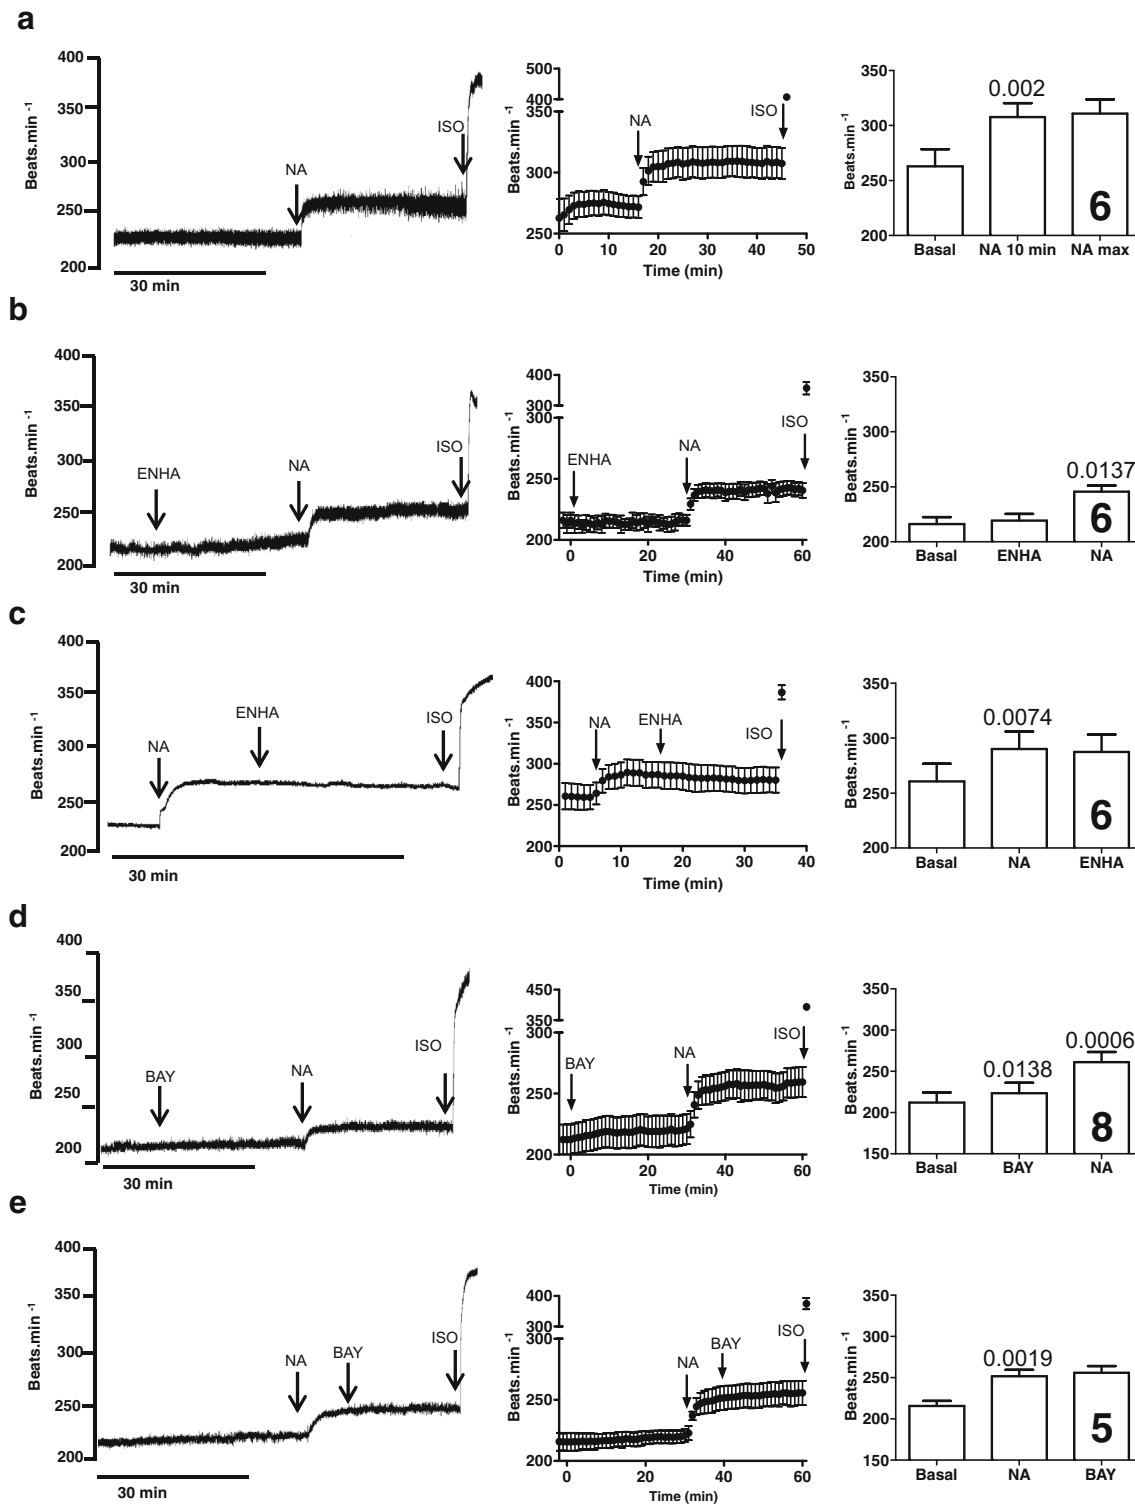 a
400
350
300
250
200
Beats.min -1
NA
ISO
30 min
500
400
350
300
250
Beats.min -1
NA
ISO
0 10 20 30 40 50
Time (min)
350
300
250
200
Beats.min -1
0.002
6
Basal NA 10 min NA max
b
400
350
300
250
200
Beats.min -1
ENHA
NA
ISO
30 min
400
300
300
250
200
Beats.min -1
ENHA
NA
ISO
0 20 40 60
Time (min)
350
300
250
200
Beats.min -1
0.0137
6
Basal ENHA NA
c
400
350
300
250
200
Beats.min -1
NA
ENHA
ISO
30 min
400
350
300
250
200
Beats.min -1
NA
ENHA
ISO
0 10 20 30 40
Time (min)
350
300
250
200
Beats.min -1
0.0074
6
Basal NA ENHA
d
400
350
300
250
200
Beats.min -1
BAY
NA
ISO
30 min
450
350
300
250
200
Beats.min -1
BAY
NA
ISO
0 20 40 60
Time (min)
350
300
250
200
150
Beats.min -1
0.0138
0.0006
8
Basal BAY NA
e
400
350
300
250
200
Beats.min -1
NA
BAY
ISO
30 min
400
300
300
250
200
Beats.min -1
NA
BAY
ISO
0 20 40 60
Time (min)
350
300
250
200
150
Beats.min -1
0.0019
5
Basal NA BAY